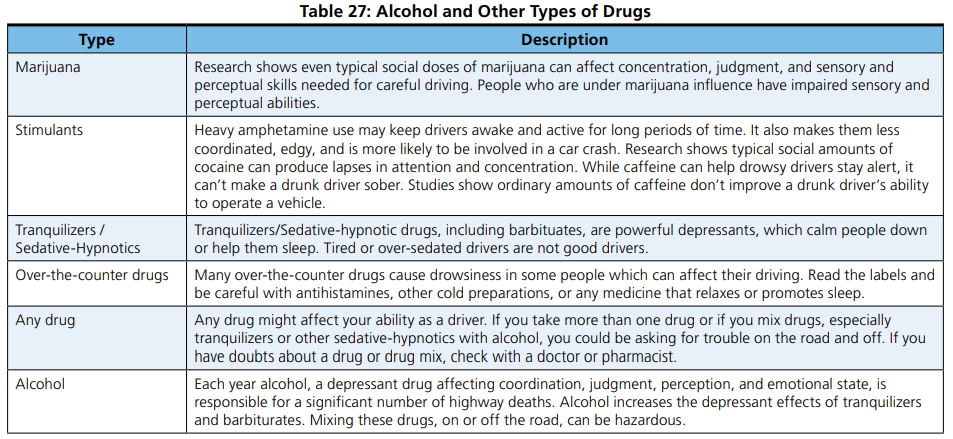 Table 27: Alcohol and Other Types of Drugs
Type Description
Marijuana Research shows even typical social doses of marijuana can affect concentration, judgment, and sensory and
perceptual skills needed for careful driving. People who are under marijuana influence have impaired sensory and
perceptual abilities.
Stimulants Heavy amphetamine use may keep drivers awake and active for long periods of time. It also makes them less
coordinated, edgy, and is more likely to be involved in a car crash. Research shows typical social amounts of
cocaine can produce lapses in attention and concentration. While caffeine can help drowsy drivers stay alert, it
can’t make a drunk driver sober. Studies show ordinary amounts of caffeine don’t improve a drunk driver’s ability
to operate a vehicle.
Tranquilizers / Tranquilizers/Sedative-hypnotic drugs, including barbituates, are powerful depressants, which calm people down
Sedative-Hypnotics or help them sleep. Tired or over-sedated drivers are not good drivers.
Over-the-counter drugs Many over-the-counter drugs cause drowsiness in some people which can affect their driving. Read the labels and
be careful with antihistamines, other cold preparations, or any medicine that relaxes or promotes sleep.
Any drug Any drug might affect your ability as a driver. If you take more than one drug or if you mix drugs, especially
tranquilizers or other sedative-hypnotics with alcohol, you could be asking for trouble on the road and off. If you
have doubts about a drug or drug mix, check with a doctor or pharmacist.
Alcohol Each year alcohol, a depressant drug affecting coordination, judgment, perception, and emotional state, is
responsible for a significant number of highway deaths. Alcohol increases the depressant effects of tranquilizers
and barbiturates. Mixing these drugs, on or off the road, can be hazardous.